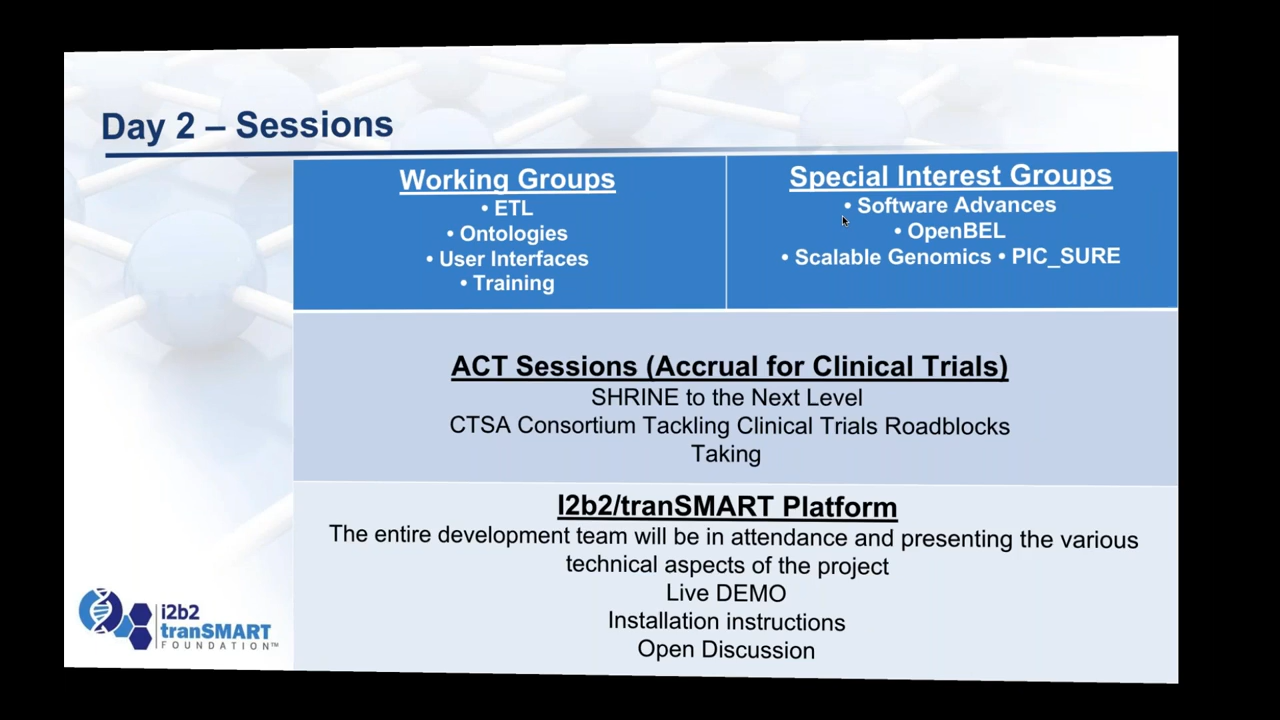 Day 2 – Sessions
Working Groups
• ETL
• Ontologies
• User Interfaces
• Training
Special Interest Groups
• Software Advances
• OpenBEL
• Scalable Genomics • PIC_SURE
ACT Sessions (Accrual for Clinical Trials)
SHRINE to the Next Level
CTSA Consortium Tackling Clinical Trials Roadblocks
Taking
I2b2/tranSMART Platform
The entire development team will be in attendance and presenting the various
technical aspects of the project
Live DEMO
Installation instructions
Open Discussion
i2b2
tranSMART
FOUNDATION™